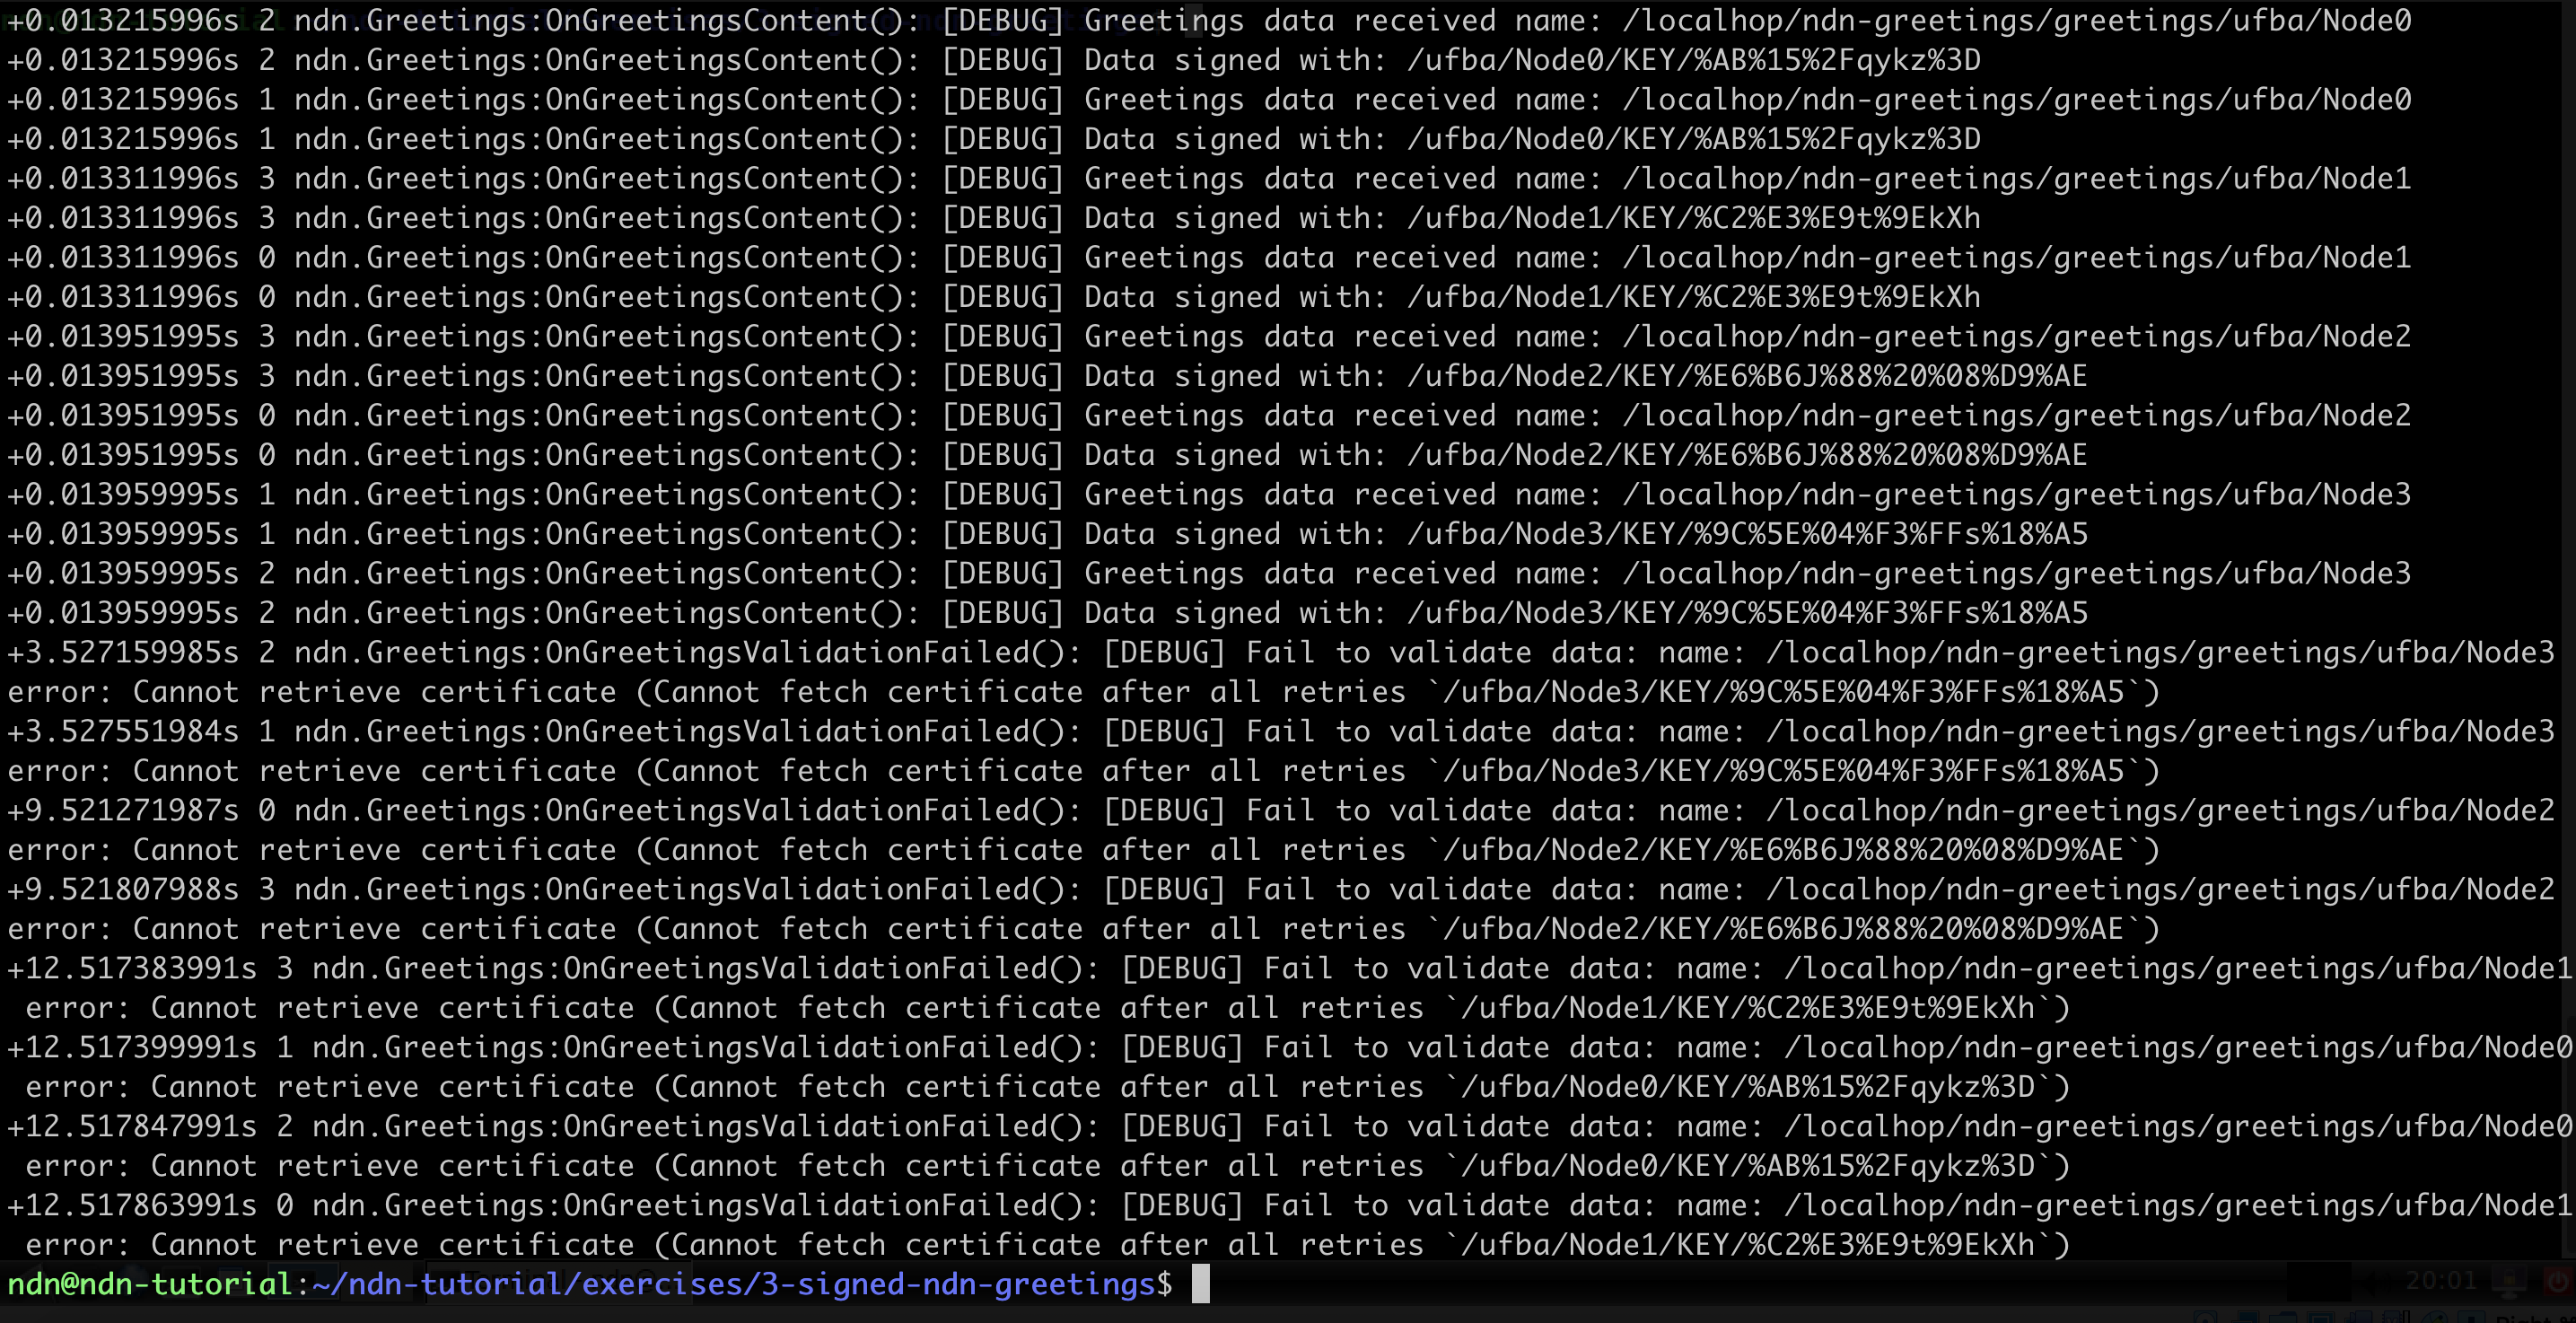 +0.013215996s 2 ndn.Greetings:OnGreetingsContent(): [DEBUG] Greetings data received name: /localhop/ndn-greetings/greetings/ufba/Node0
+0.013215996s 2 ndn.Greetings:OnGreetingsContent(): [DEBUG] Data signed with: /ufba/Node0/KEY/%AB%15%2Fqykz%3D
+0.013215996s 1 ndn.Greetings:OnGreetingsContent(): [DEBUG] Greetings data received name: /localhop/ndn-greetings/greetings/ufba/Node0
+0.013215996s 1 ndn.Greetings:OnGreetingsContent(): [DEBUG] Data signed with: /ufba/Node0/KEY/%AB%15%2Fqykz%3D
+0.013311996s 3 ndn.Greetings:OnGreetingsContent(): [DEBUG] Greetings data received name: /localhop/ndn-greetings/greetings/ufba/Node1
+0.013311996s 3 ndn.Greetings:OnGreetingsContent(): [DEBUG] Data signed with: /ufba/Node1/KEY/%C2%E3%E9t%9EkXh
+0.013311996s 0 ndn.Greetings:OnGreetingsContent(): [DEBUG] Greetings data received name: /localhop/ndn-greetings/greetings/ufba/Node1
+0.013311996s 0 ndn.Greetings:OnGreetingsContent(): [DEBUG] Data signed with: /ufba/Node1/KEY/%C2%E3%E9t%9EkXh
+0.013951995s 3 ndn.Greetings:OnGreetingsContent(): [DEBUG] Greetings data received name: /localhop/ndn-greetings/greetings/ufba/Node2
+0.013951995s 3 ndn.Greetings:OnGreetingsContent(): [DEBUG] Data signed with: /ufba/Node2/KEY/%E6%B6J%88%20%08%D9%AE
+0.013951995s 0 ndn.Greetings:OnGreetingsContent(): [DEBUG] Greetings data received name: /localhop/ndn-greetings/greetings/ufba/Node2
+0.013951995s 0 ndn.Greetings:OnGreetingsContent(): [DEBUG] Data signed with: /ufba/Node2/KEY/%E6%B6J%88%20%08%D9%AE
+0.013959995s 1 ndn.Greetings:OnGreetingsContent(): [DEBUG] Greetings data received name: /localhop/ndn-greetings/greetings/ufba/Node3
+0.013959995s 1 ndn.Greetings:OnGreetingsContent(): [DEBUG] Data signed with: /ufba/Node3/KEY/%9C%5E%04%F3%FFs%18%A5
+0.013959995s 2 ndn.Greetings:OnGreetingsContent(): [DEBUG] Greetings data received name: /localhop/ndn-greetings/greetings/ufba/Node3
+0.013959995s 2 ndn.Greetings:OnGreetingsContent(): [DEBUG] Data signed with: /ufba/Node3/KEY/%9C%5E%04%F3%FFs%18%A5
+3.527159985s 2 ndn.Greetings:OnGreetingsValidationFailed(): [DEBUG] Fail to validate data: name: /localhop/ndn-greetings/greetings/ufba/Node3
error: Cannot retrieve certificate (Cannot fetch certificate after all retries `/ufba/Node3/KEY/%9C%5E%04%F3%FFs%18%A5`)
+3.527551984s 1 ndn.Greetings:OnGreetingsValidationFailed(): [DEBUG] Fail to validate data: name: /localhop/ndn-greetings/greetings/ufba/Node3
error: Cannot retrieve certificate (Cannot fetch certificate after all retries `/ufba/Node3/KEY/%9C%5E%04%F3%FFs%18%A5`)
+9.521271987s 0 ndn.Greetings:OnGreetingsValidationFailed(): [DEBUG] Fail to validate data: name: /localhop/ndn-greetings/greetings/ufba/Node2
error: Cannot retrieve certificate (Cannot fetch certificate after all retries `/ufba/Node2/KEY/%E6%B6J%88%20%08%D9%AE`)
+9.521807988s 3 ndn.Greetings:OnGreetingsValidationFailed(): [DEBUG] Fail to validate data: name: /localhop/ndn-greetings/greetings/ufba/Node2
error: Cannot retrieve certificate (Cannot fetch certificate after all retries `/ufba/Node2/KEY/%E6%B6J%88%20%08%D9%AE`)
+12.517383991s 3 ndn.Greetings:OnGreetingsValidationFailed(): [DEBUG] Fail to validate data: name: /localhop/ndn-greetings/greetings/ufba/Node1
error: Cannot retrieve certificate (Cannot fetch certificate after all retries `/ufba/Node1/KEY/%C2%E3%E9t%9EkXh`)
+12.517399991s 1 ndn.Greetings:OnGreetingsValidationFailed(): [DEBUG] Fail to validate data: name: /localhop/ndn-greetings/greetings/ufba/Node0
error: Cannot retrieve certificate (Cannot fetch certificate after all retries `/ufba/Node0/KEY/%AB%15%2Fqykz%3D`)
+12.517847991s 2 ndn.Greetings:OnGreetingsValidationFailed(): [DEBUG] Fail to validate data: name: /localhop/ndn-greetings/greetings/ufba/Node0
error: Cannot retrieve certificate (Cannot fetch certificate after all retries `/ufba/Node0/KEY/%AB%15%2Fqykz%3D`)
+12.517863991s 0 ndn.Greetings:OnGreetingsValidationFailed(): [DEBUG] Fail to validate data: name: /localhop/ndn-greetings/greetings/ufba/Node1
error: Cannot retrieve certificate (Cannot fetch certificate after all retries `/ufba/Node1/KEY/%C2%E3%E9t%9EkXh`)
ndn@ndn-tutorial:~/ndn-tutorial/exercises/3-signed-ndn-greetings$
20:01